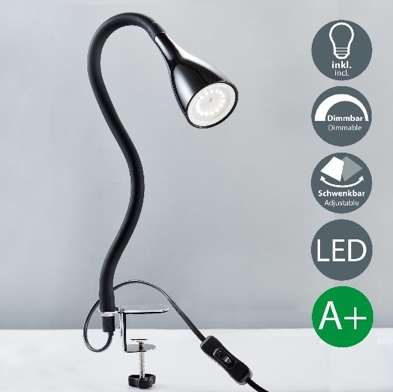 inkl.
incl.
Dimmbar
Dimmable
Schwenkbar
Adjustable
LED
A+